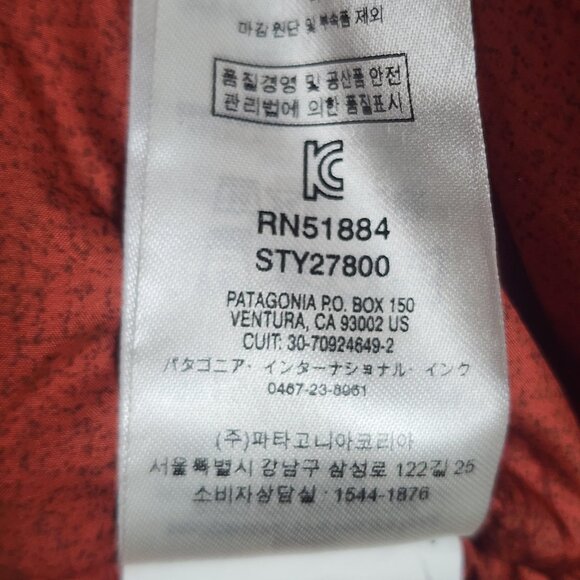 마감 원단 및 부속품 제외
품질경영 및 공산품 안전
관리법에 의한 품질표시
RN51884
STY27800
PATAGONIA P.O. BOX 150
VENTURA, CA 93002 US
CUIT: 30-70924649-2
パタゴニア・インターナショナル・インク
0467-23-8961
(주)파타고니아코리아
서울특별시 강남구 삼성로 122길 25
소비자상담실 : 1544-1876